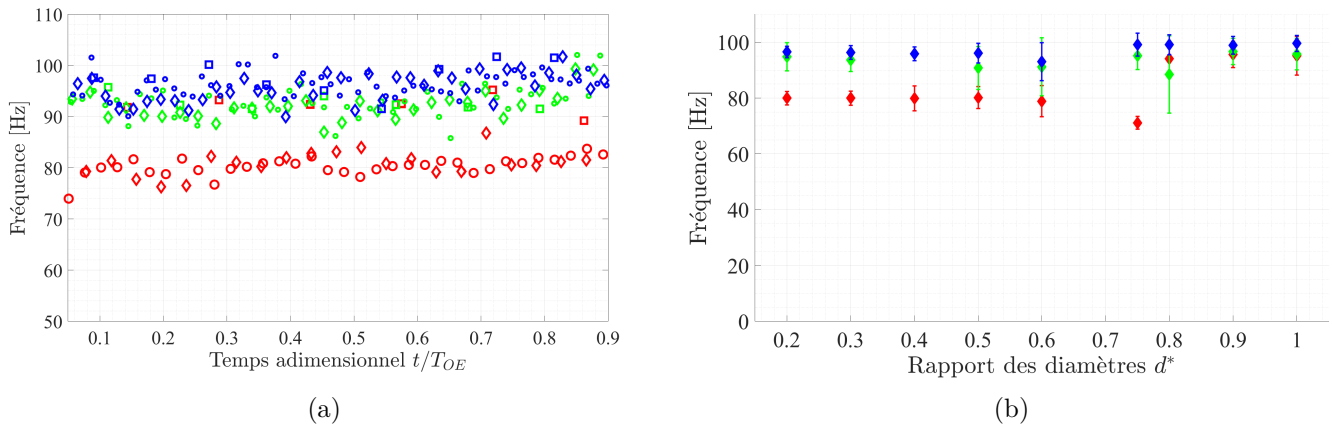 110
100
90
80
70
60
50
Fréquence [Hz]
0.1 0.2 0.3 0.4 0.5 0.6 0.7 0.8 0.9
Temps adimensionnel t/T_OE
(a)
100
80
60
40
20
0
Fréquence [Hz]
0.2 0.3 0.4 0.5 0.6 0.7 0.8 0.9 1
Rapport des diamètres d*
(b)